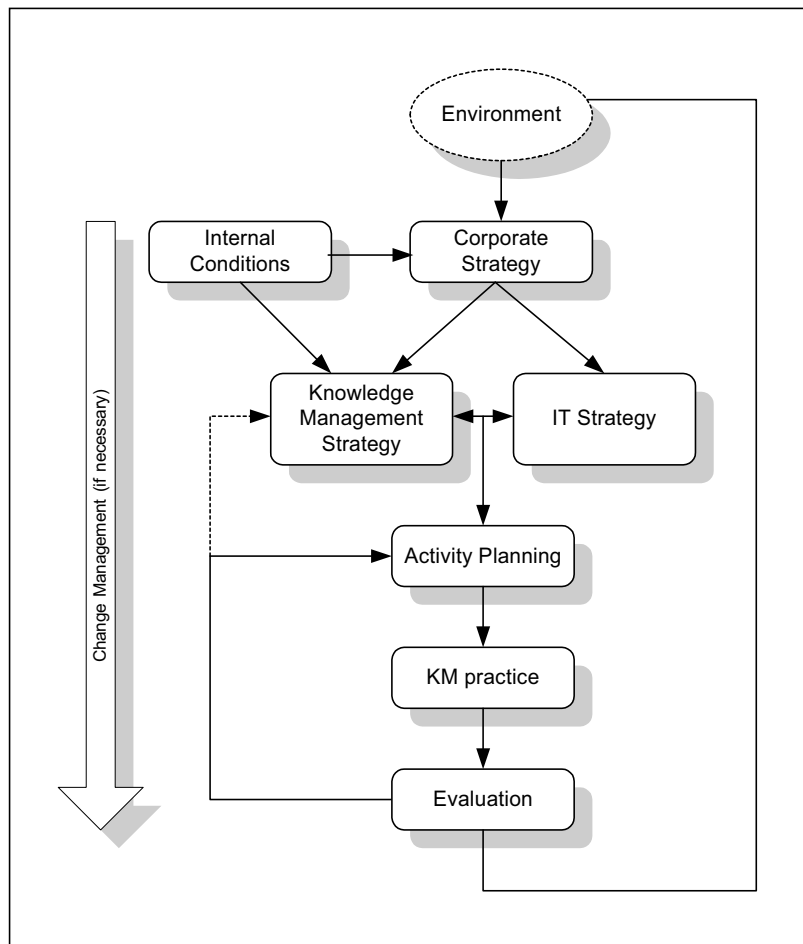 Environment
Internal
Conditions
Corporate
Strategy
Knowledge
Management
Strategy
IT Strategy
Change Management (if necessary)
Activity Planning
KM practice
Evaluation